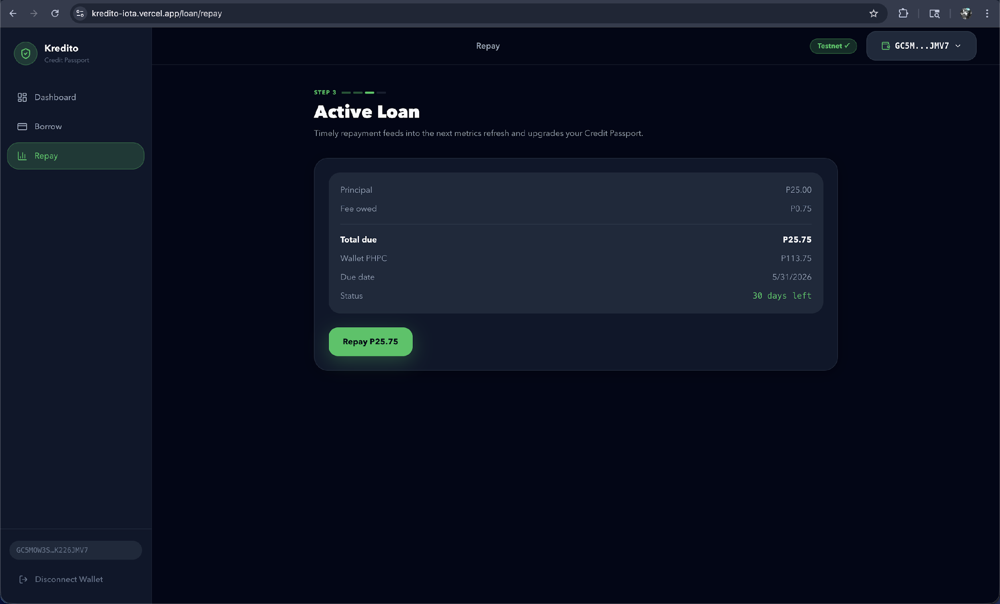 kredito-iota.vercel.app/loan/repay
Kredito
Credit Passport
Repay
Testnet ✓
GC5M...JMV7
Dashboard
Borrow
Repay
STEP 3
Active Loan
Timely repayment feeds into the next metrics refresh and upgrades your Credit Passport.
Principal P25.00
Fee owed P0.75
Total due P25.75
Wallet PHPC P113.75
Due date 5/31/2026
Status 30 days left
Repay P25.75
GC5MOW3S…K226JMV7
Disconnect Wallet